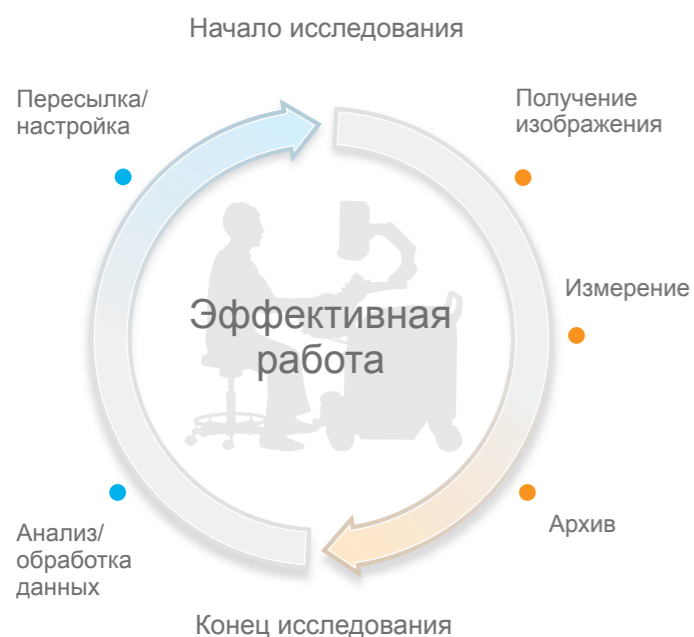 Начало исследования
Пересылка/
настройка
Получение
изображения
Измерение
Эффективная
работа
Архив
Анализ/
обработка
данных
Конец исследования